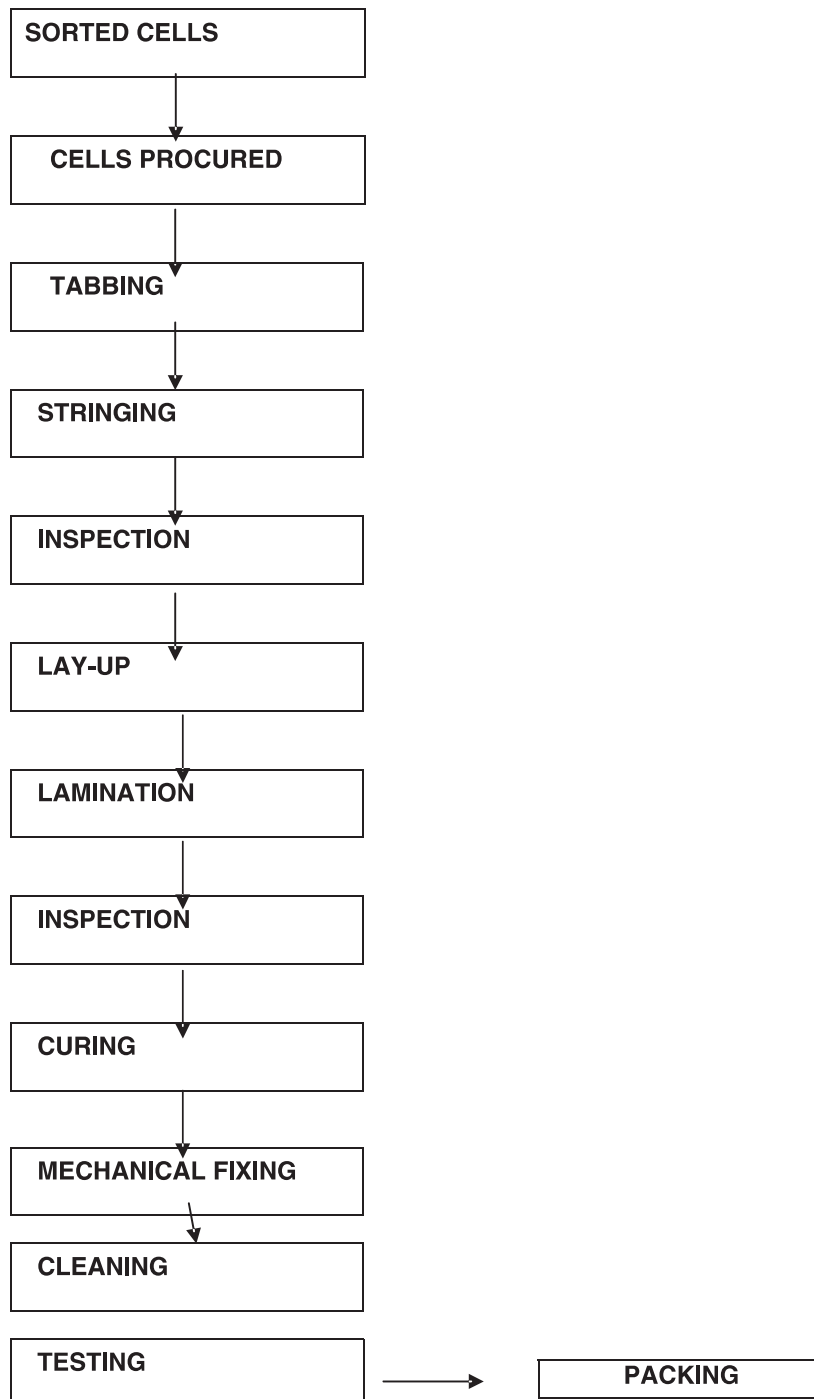 SORTED CELLS
CELLS PROCURED
TABBING
STRINGING
INSPECTION
LAY-UP
LAMINATION
INSPECTION
CURING
MECHANICAL FIXING
CLEANING
TESTING
PACKING